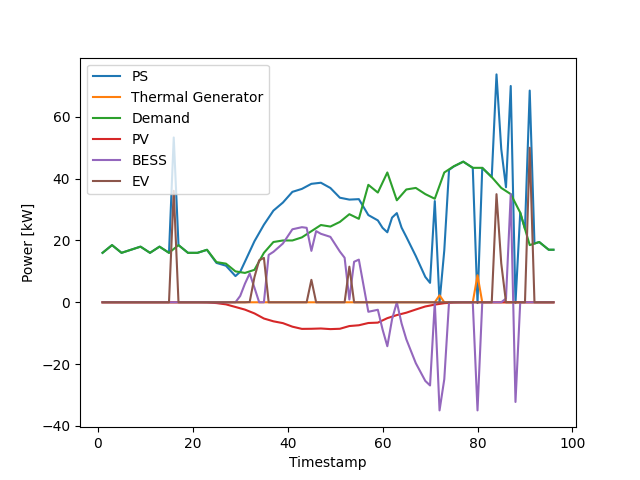 PS
Thermal Generator
Demand
PV
BESS
EV
Power [kW]
60
40
20
0
−20
−40
0 20 40 60 80 100
Timestamp